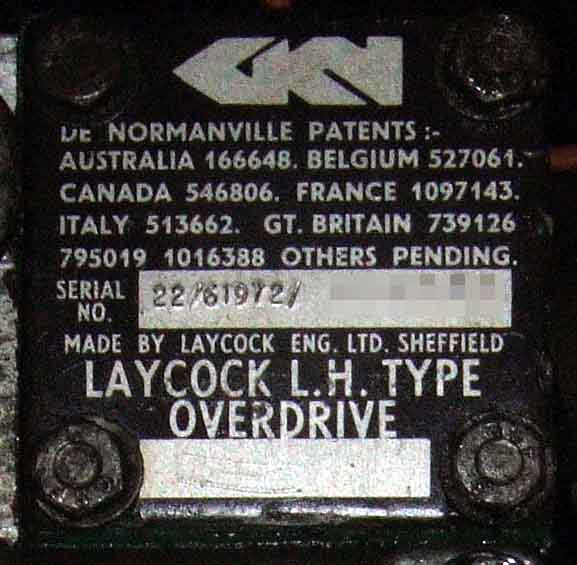 GKN
DE NORMANVILLE PATENTS:-
AUSTRALIA 166648. BELGIUM 527061.
CANADA 546806. FRANCE 1097143.
ITALY 513662. GT. BRITAIN 739126
795019 1016388 OTHERS PENDING.
SERIAL NO. 22/61972/
MADE BY LAYCOCK ENG. LTD. SHEFFIELD
LAYCOCK L.H. TYPE
OVERDRIVE